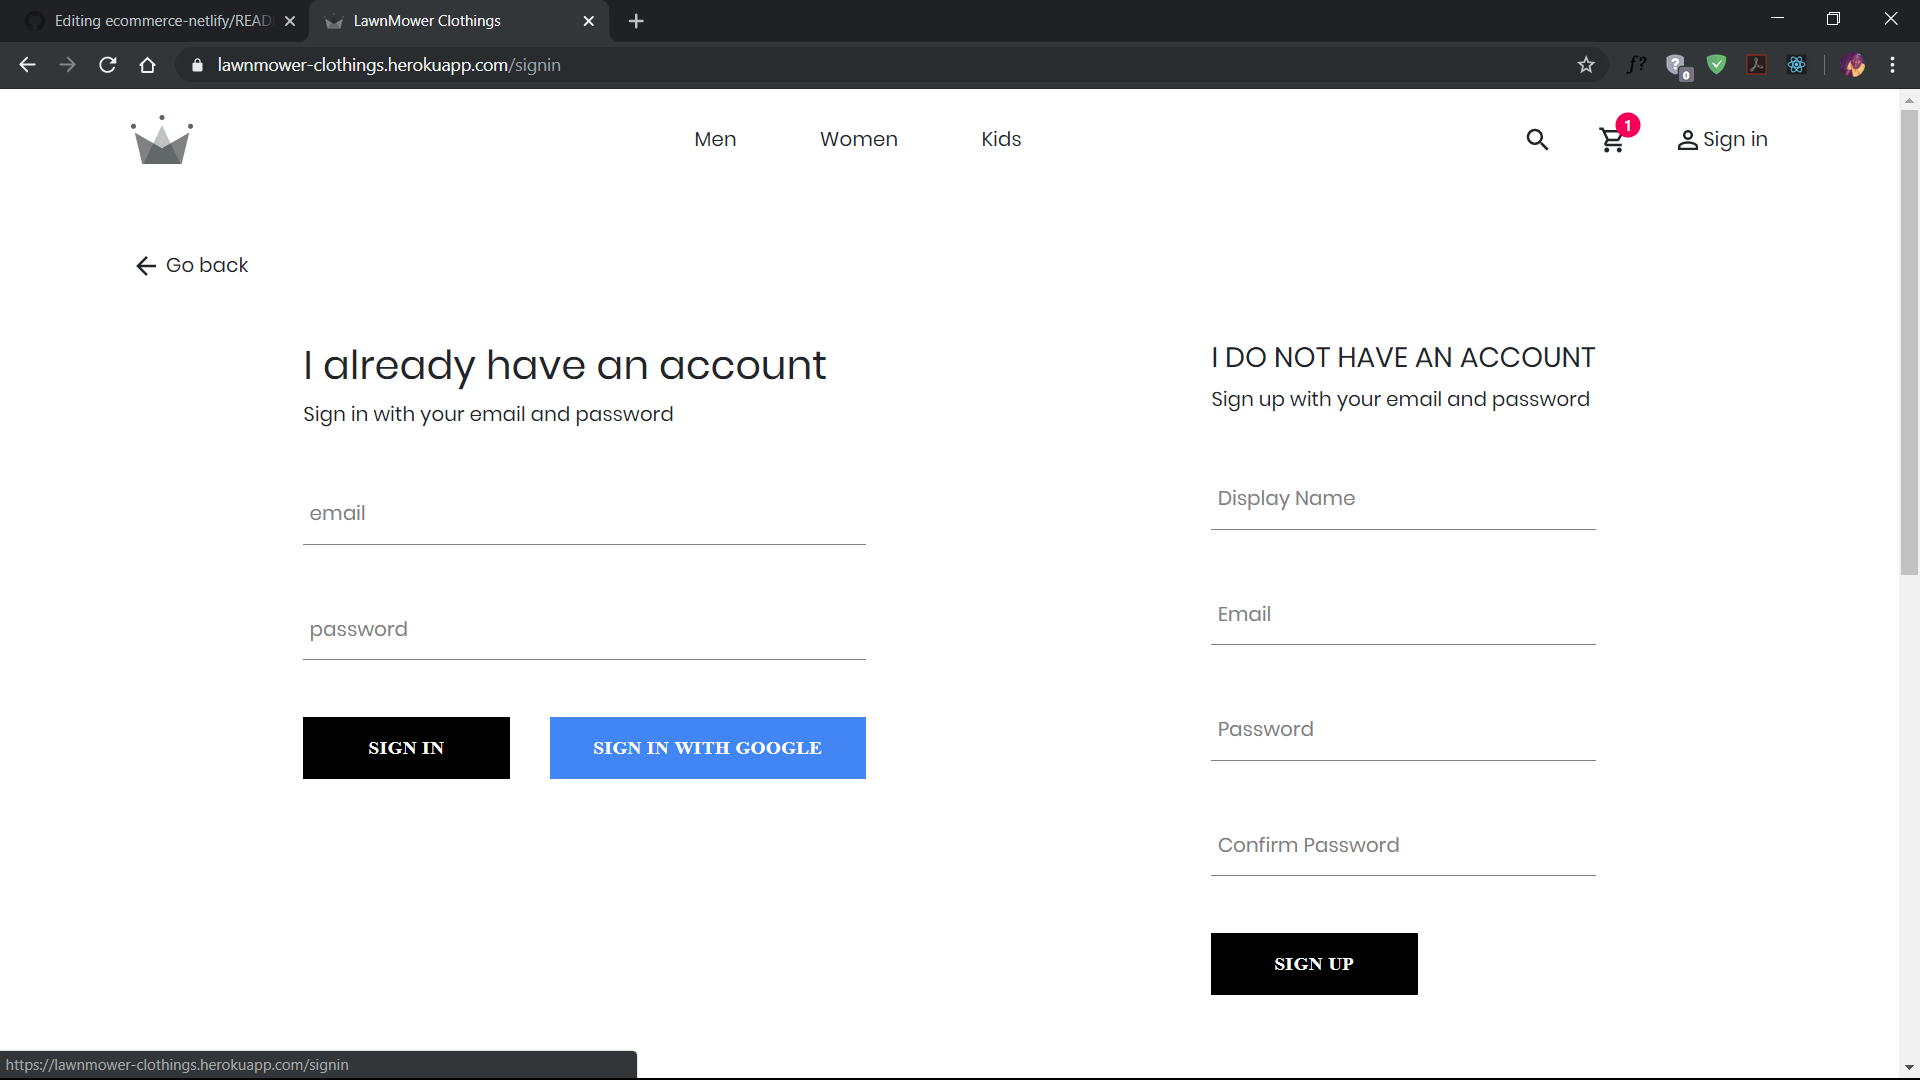 Editing ecommerce-netlify/READ
LawnMower Clothings
lawnmower-clothings.herokuapp.com/signin
f?
0
Men
Women
Kids
1
Sign in
Go back
I already have an account
Sign in with your email and password
email
password
SIGN IN
SIGN IN WITH GOOGLE
I DO NOT HAVE AN ACCOUNT
Sign up with your email and password
Display Name
Email
Password
Confirm Password
SIGN UP
https://lawnmower-clothings.herokuapp.com/signin